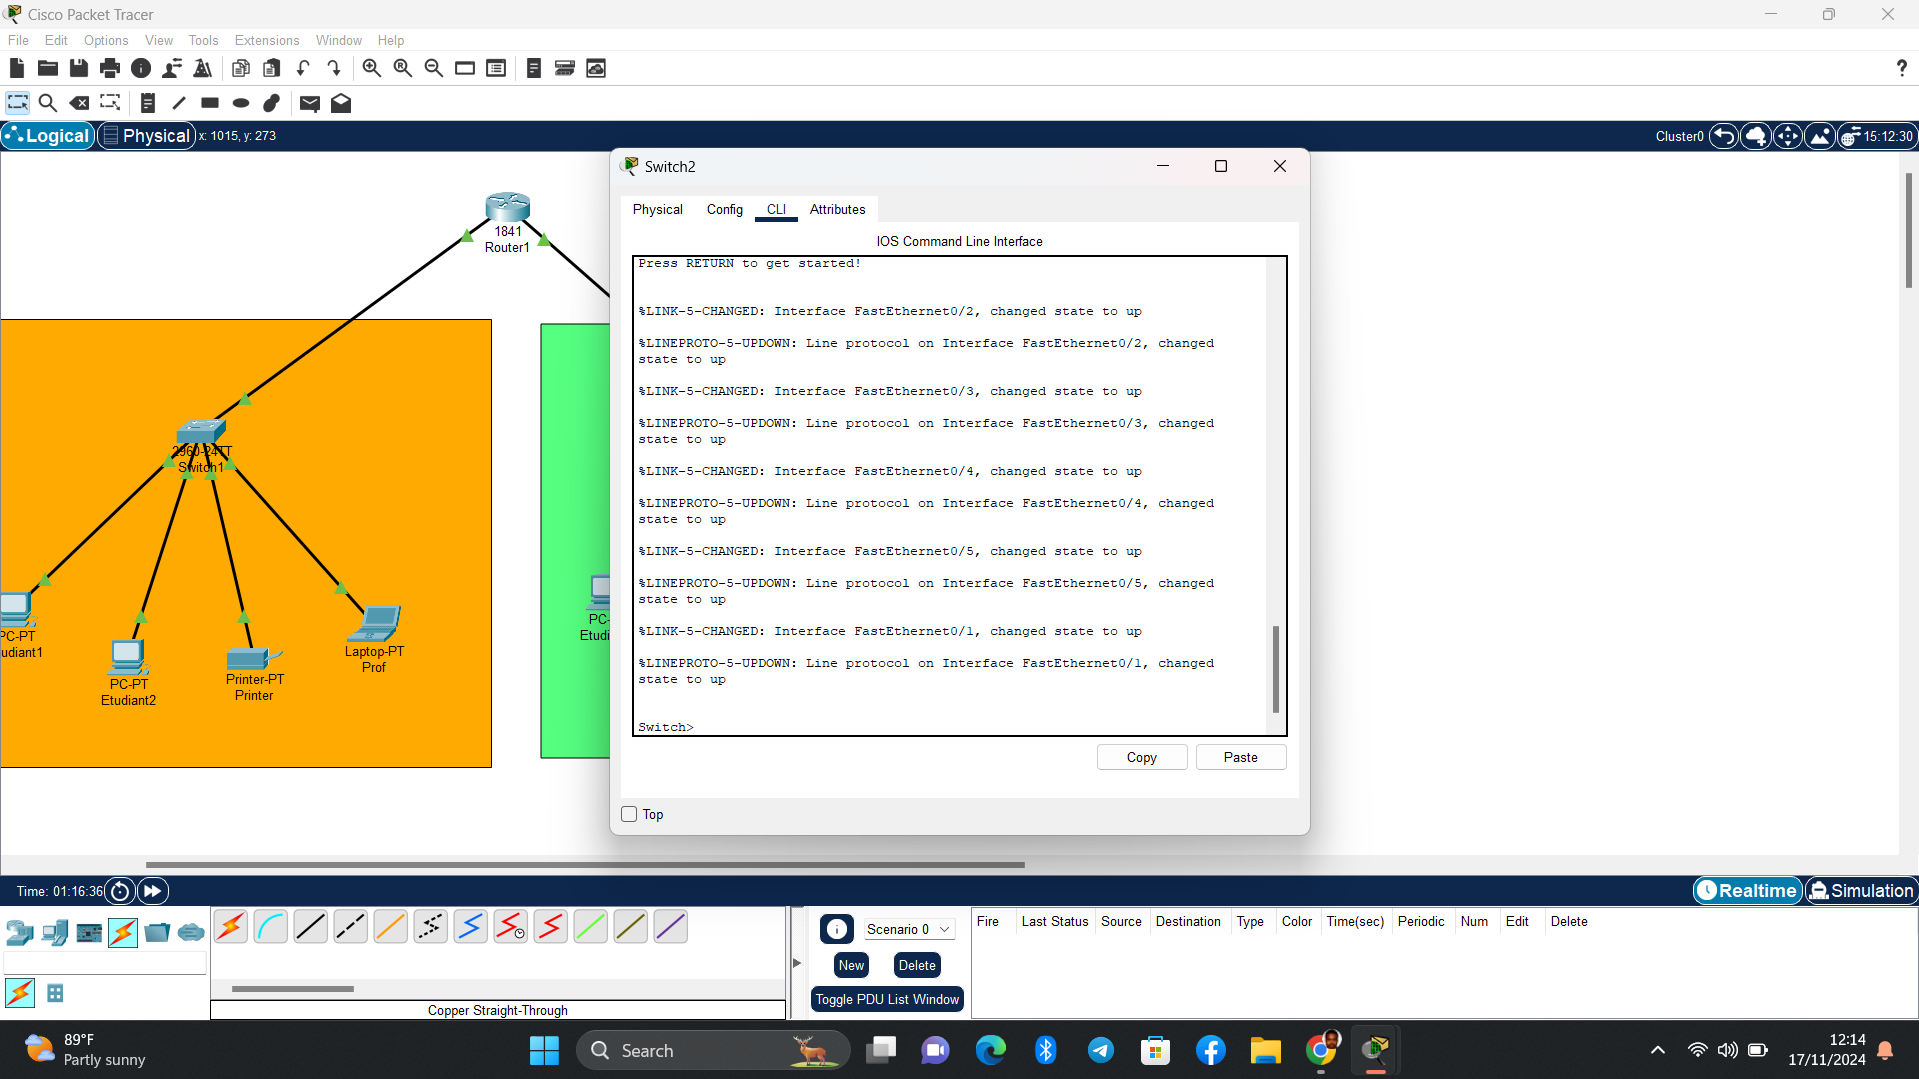 Cisco Packet Tracer
File Edit Options View Tools Extensions Window Help
?
Logical Physical x: 1015, y: 273
Cluster0 15:12:30
1841
Router1
2960-24TT
Switch1
PC-PT
udiant1
PC-PT
Etudiant2
Printer-PT
Printer
Laptop-PT
Prof
PC-
Etudi
Switch2
Physical Config CLI Attributes
IOS Command Line Interface
Press RETURN to get started!
%LINK-5-CHANGED: Interface FastEthernet0/2, changed state to up
%LINEPROTO-5-UPDOWN: Line protocol on Interface FastEthernet0/2, changed
state to up
%LINK-5-CHANGED: Interface FastEthernet0/3, changed state to up
%LINEPROTO-5-UPDOWN: Line protocol on Interface FastEthernet0/3, changed
state to up
%LINK-5-CHANGED: Interface FastEthernet0/4, changed state to up
%LINEPROTO-5-UPDOWN: Line protocol on Interface FastEthernet0/4, changed
state to up
%LINK-5-CHANGED: Interface FastEthernet0/5, changed state to up
%LINEPROTO-5-UPDOWN: Line protocol on Interface FastEthernet0/5, changed
state to up
%LINK-5-CHANGED: Interface FastEthernet0/1, changed state to up
%LINEPROTO-5-UPDOWN: Line protocol on Interface FastEthernet0/1, changed
state to up
Switch>
Copy Paste
Top
Time: 01:16:36
Realtime Simulation
Scenario 0
New Delete
Toggle PDU List Window
Fire Last Status Source Destination Type Color Time(sec) Periodic Num Edit Delete
Copper Straight-Through
89°F
Partly sunny
Search
12:14
17/11/2024